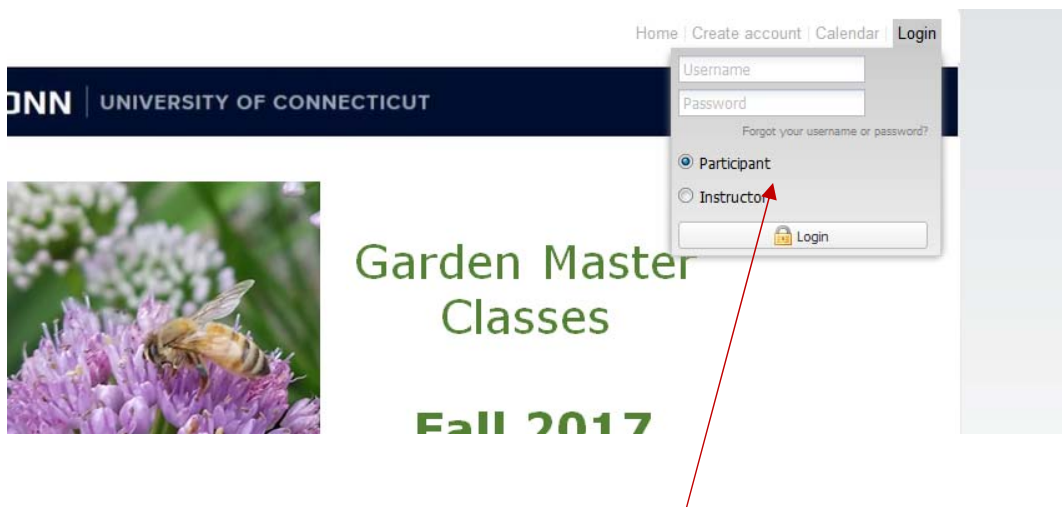 Home | Create account | Calendar | Login
Username
Password
Forgot your username or password?
Participant
Instructor
Login
UNIVERSITY OF CONNECTICUT
Garden Master
Classes
Fall 2017